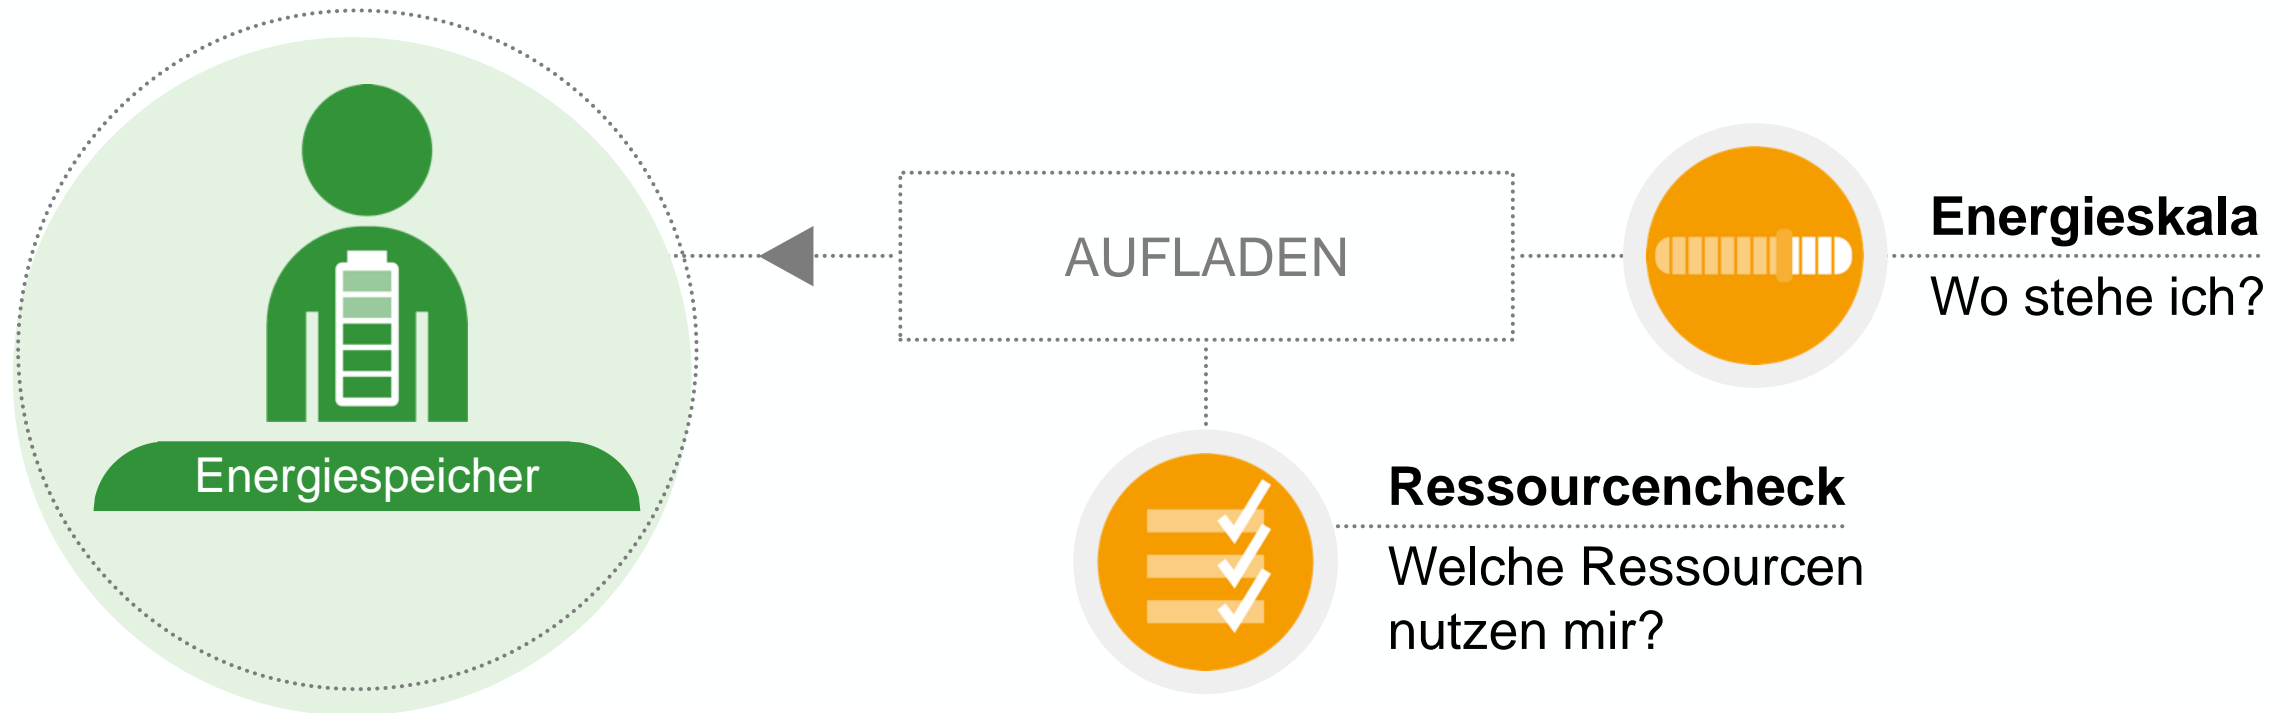 Energiespeicher
AUFLADEN
Energieskala
Wo stehe ich?
Ressourcencheck
Welche Ressourcen
nutzen mir?